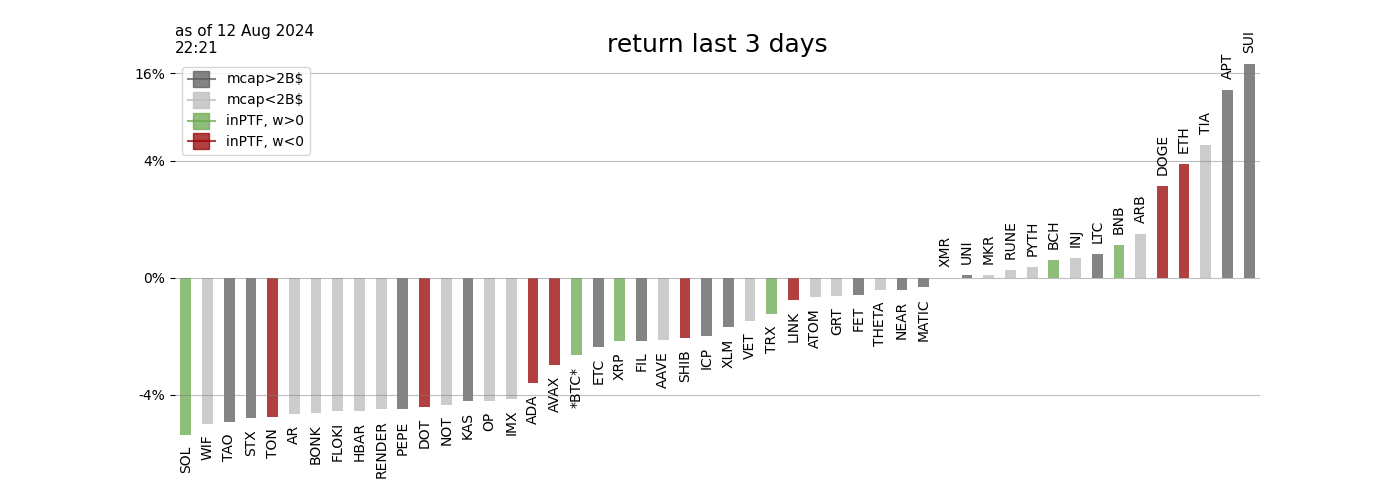 as of 12 Aug 2024
22:21
return last 3 days
mcap>2B$
mcap<2B$
inPTF, w>0
inPTF, w<0
16%
4%
0%
-4%
SOL
WIF
TAO
STX
TON
AR
BONK
FLOKI
HBAR
RENDER
PEPE
DOT
NOT
KAS
OP
IMX
ADA
AVAX
*BTC*
ETC
XRP
FIL
AAVE
SHIB
ICP
XLM
VET
TRX
LINK
ATOM
GRT
FET
THETA
NEAR
MATIC
XMR
UNI
MKR
RUNE
PYTH
BCH
INJ
LTC
BNB
ARB
DOGE
ETH
TIA
APT
SUI